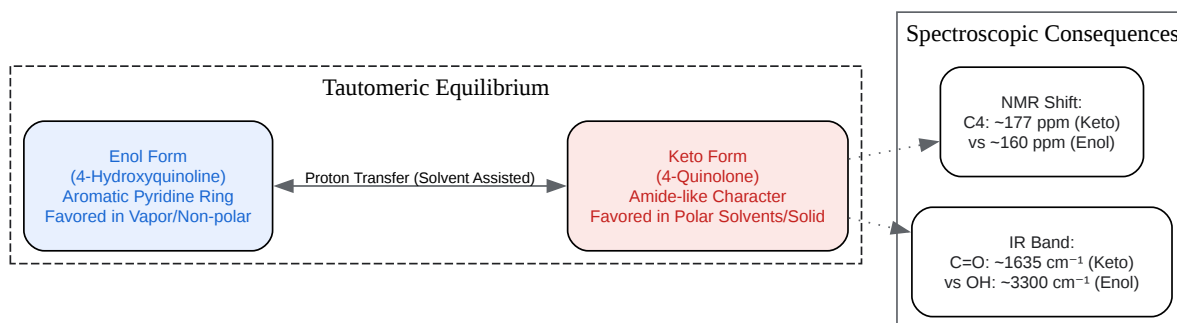 Tautomeric Equilibrium
Enol Form
(4-Hydroxyquinoline)
Aromatic Pyridine Ring
Favored in Vapor/Non-polar
Proton Transfer (Solvent Assisted)
Keto Form
(4-Quinolone)
Amide-like Character
Favored in Polar Solvents/Solid
Spectroscopic Consequences
NMR Shift:
C4: ~177 ppm (Keto)
vs ~160 ppm (Enol)
IR Band:
C=O: ~1635 cm⁻¹ (Keto)
vs OH: ~3300 cm⁻¹ (Enol)